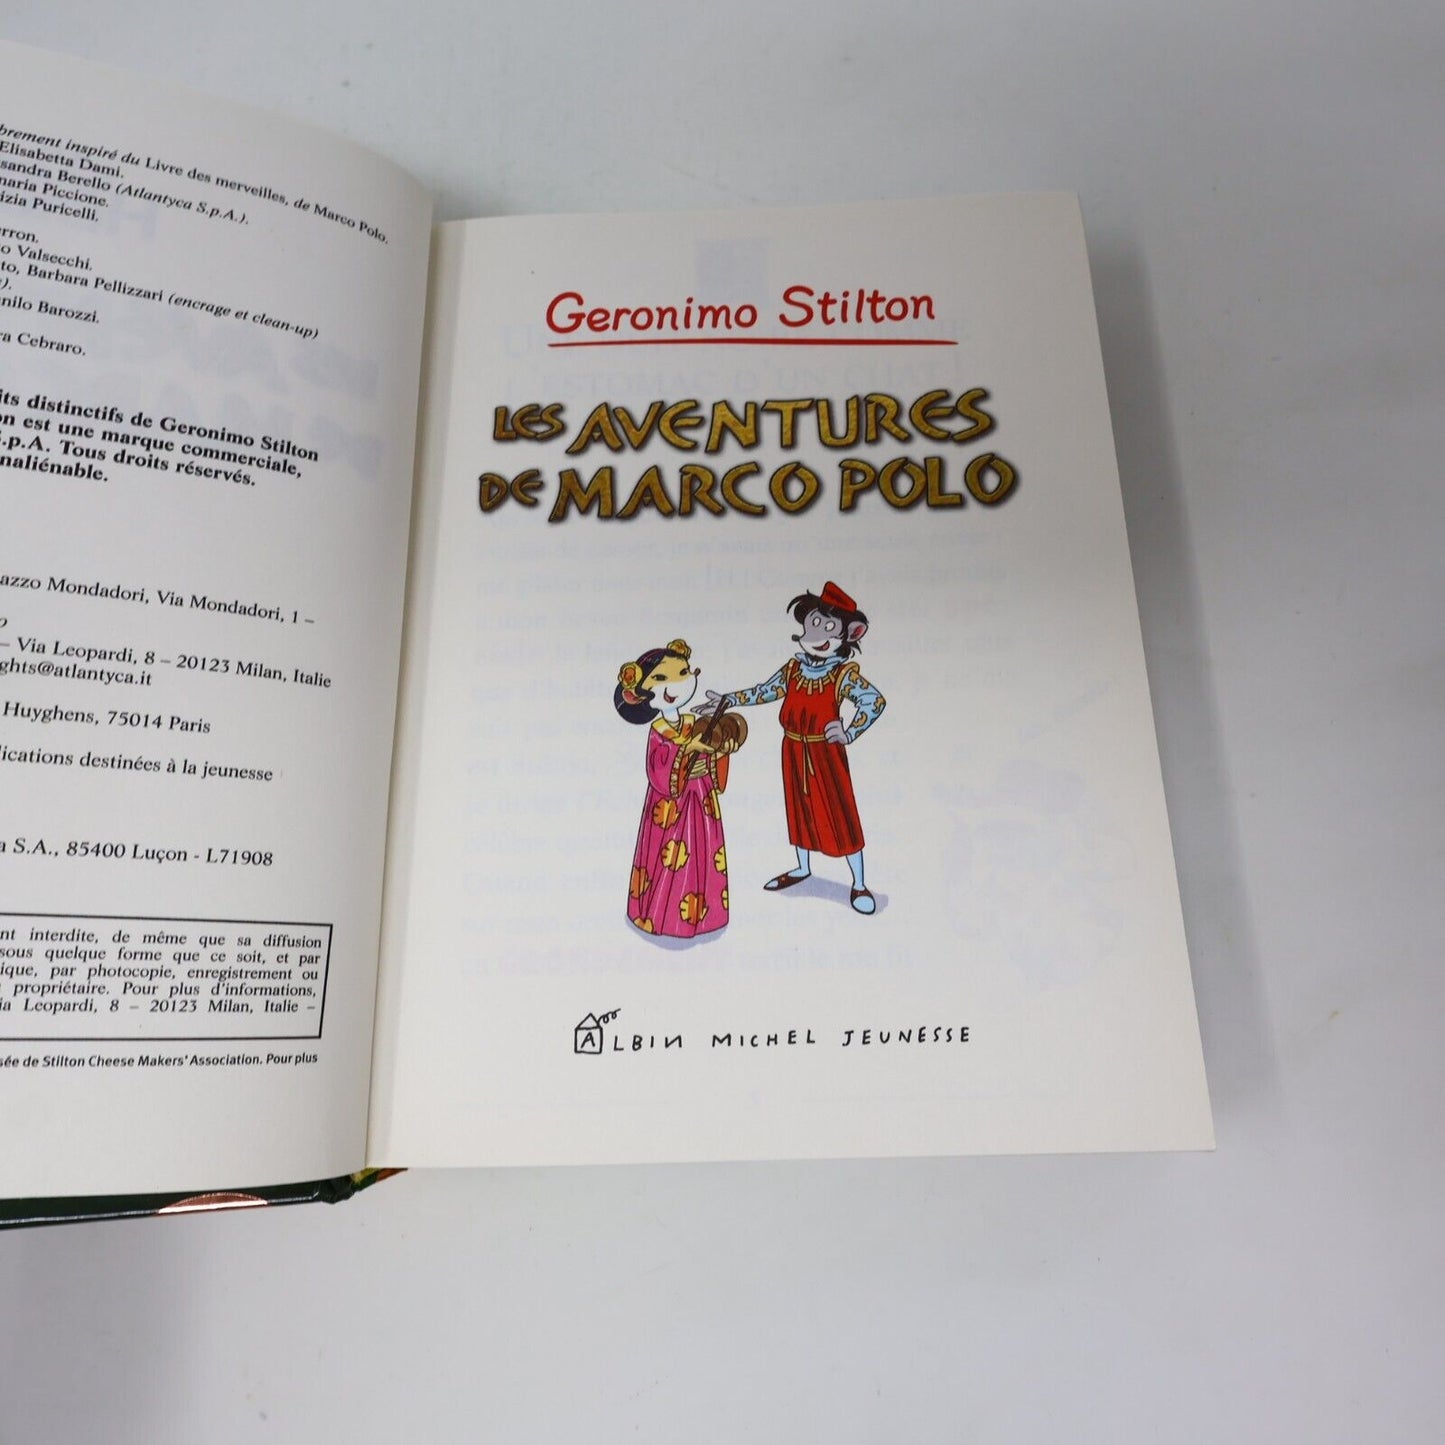 brement inspiré du Livre des merveilles, de Marco Polo.
Elisabetta Dami.
sandra Berello (Atlantyca S.p.A.).
maria Piccione.
izia Puricelli.
erron.
o Valsecchi.
to, Barbara Pellizzari (encrage et clean-up)
).
nilo Barozzi.
ra Cebraro.
its distinctifs de Geronimo Stilton
on est une marque commerciale,
S.p.A. Tous droits réservés.
naliénable.
azzo Mondadori, Via Mondadori, 1 –
o
– Via Leopardi, 8 – 20123 Milan, Italie
ghts@atlantyca.it
Huyghens, 75014 Paris
lications destinées à la jeunesse
a S.A., 85400 Luçon - L71908
nt interdite, de même que sa diffusion
sous quelque forme que ce soit, et par
ique, par photocopie, enregistrement ou
propriétaire. Pour plus d'informations,
ia Leopardi, 8 – 20123 Milan, Italie –
sée de Stilton Cheese Makers' Association. Pour plus
Geronimo Stilton
LES AVENTURES
DE MARCO POLO
ALBIN MICHEL JEUNESSE